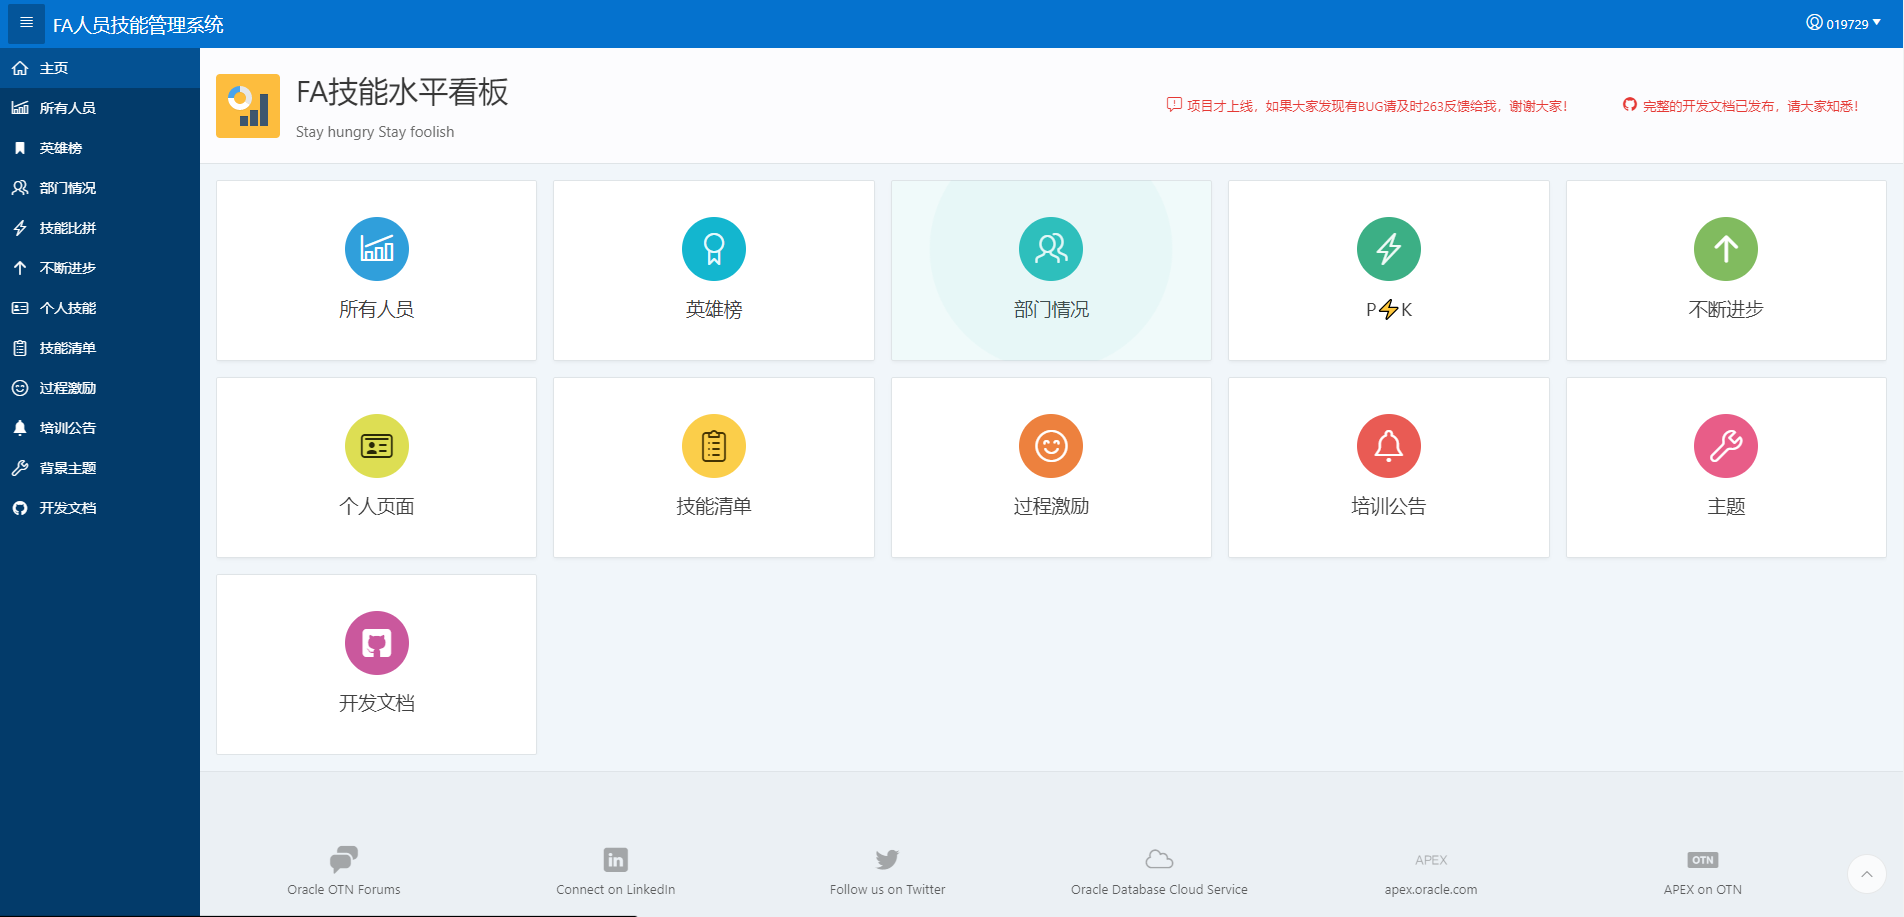 FA人员技能管理系统
019729
主页
所有人员
英雄榜
部门情况
技能比拼
不断进步
个人技能
技能清单
过程激励
培训公告
背景主题
开发文档
FA技能水平看板
Stay hungry Stay foolish
项目才上线，如果大家发现有BUG请及时263反馈给我，谢谢大家！
完整的开发文档已发布，请大家知悉！
所有人员
英雄榜
部门情况
P⚡K
不断进步
个人页面
技能清单
过程激励
培训公告
主题
开发文档
in
APEX
OTN
Oracle OTN Forums
Connect on LinkedIn
Follow us on Twitter
Oracle Database Cloud Service
apex.oracle.com
APEX on OTN